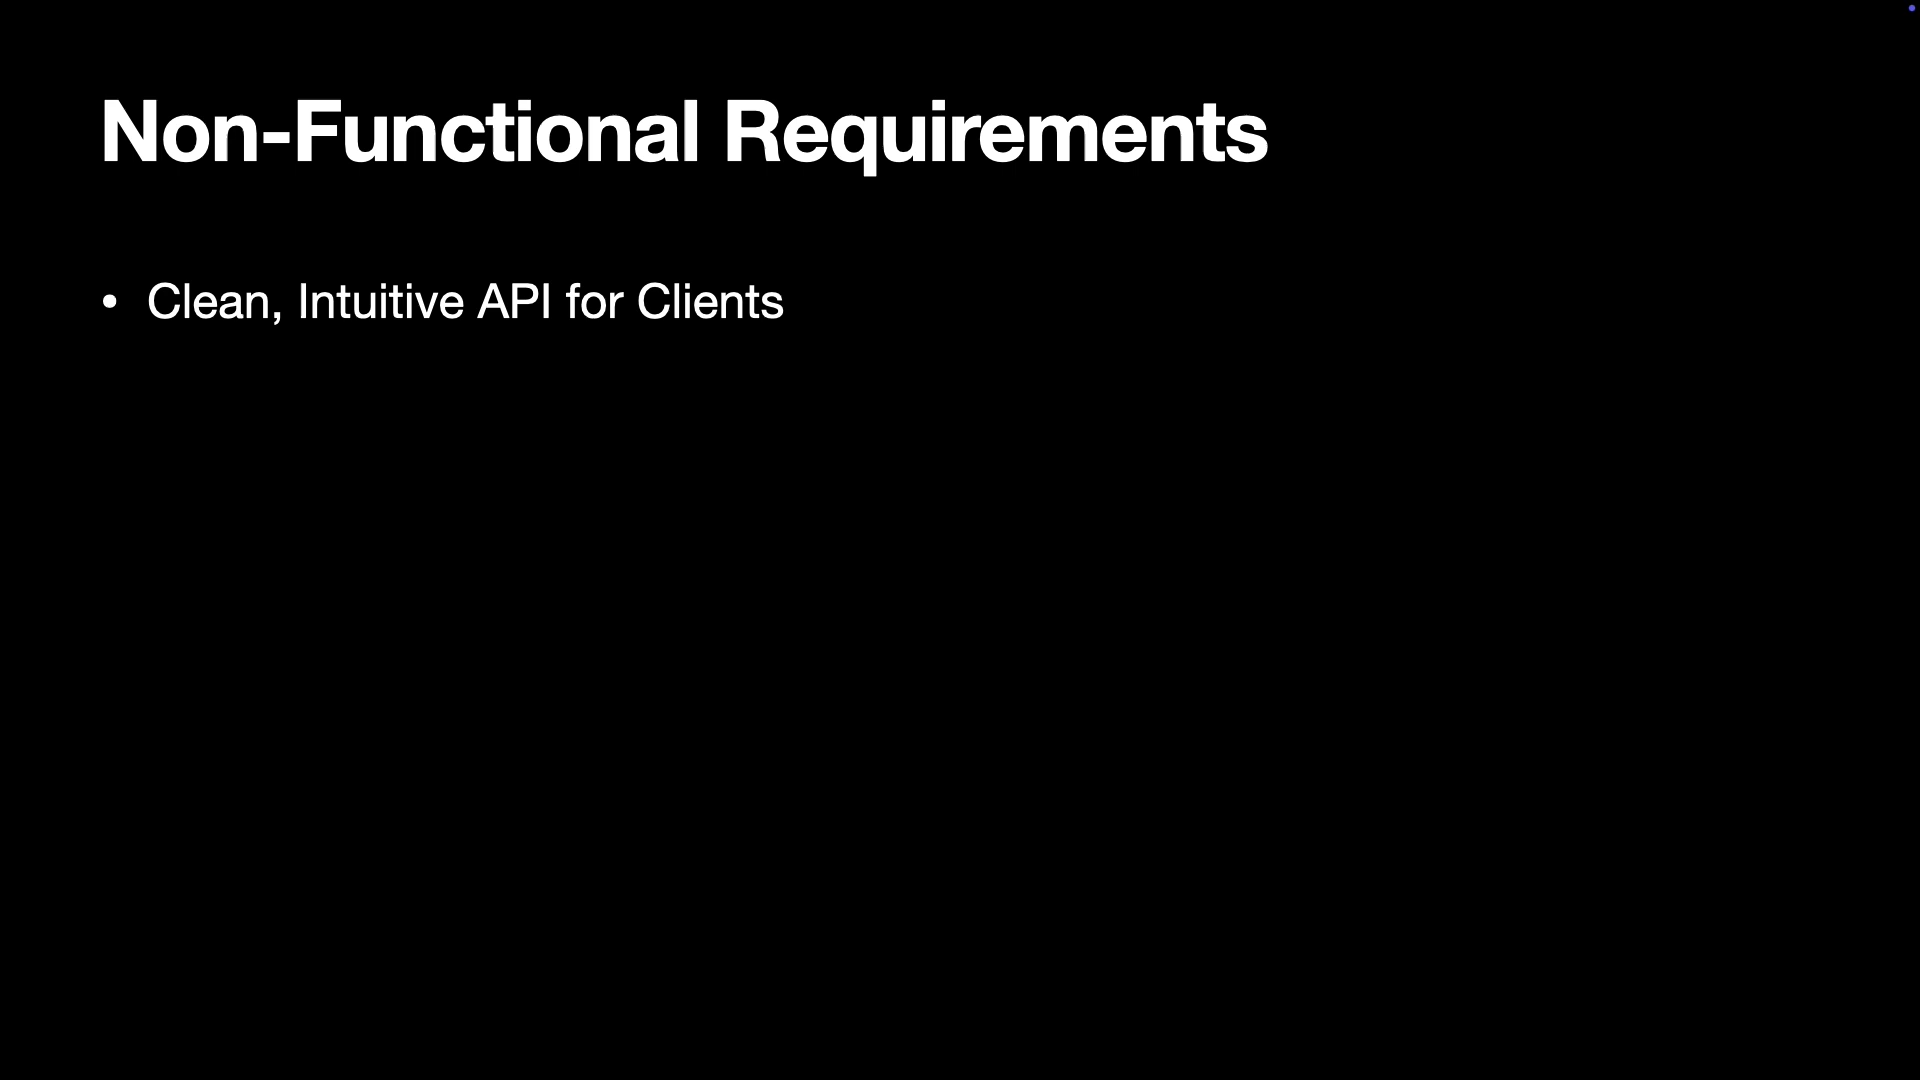 Non-Functional Requirements
• Clean, Intuitive API for Clients